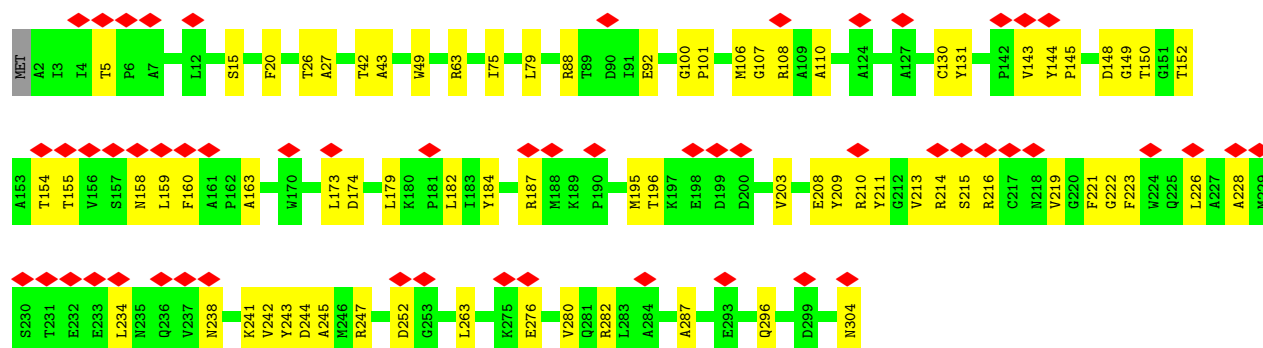 MET A2 I3 I4 T5 P6 A7 L12 S15 F20 T26 A27 T42 A43 W49 R63 I75 L79 R88 T89 D90 I91 E92 G100 P101 M106 G107 R108 A109 A110 A124 A127 C130 Y131 P142 V143 Y144 P145 D148 G149 T150 G151 T152
A153 T154 T155 V156 S157 N158 L159 F160 A161 P162 A163 W170 L173 D174 L179 K180 P181 L182 I183 Y184 R187 M188 K189 P190 M195 T196 K197 E198 D199 D200 V203 E208 Y209 R210 Y211 G212 V213 R214 S215 R216 C217 N218 V219 G220 F221 G222 F223 W224 Q225 L226 A227 A228 M229
S230 T231 E232 E233 L234 N235 Q236 V237 N238 K241 V242 Y243 D244 A245 M246 R247 D252 G253 L263 K275 E276 V280 Q281 R282 L283 A284 A287 E293 Q296 D299 N304